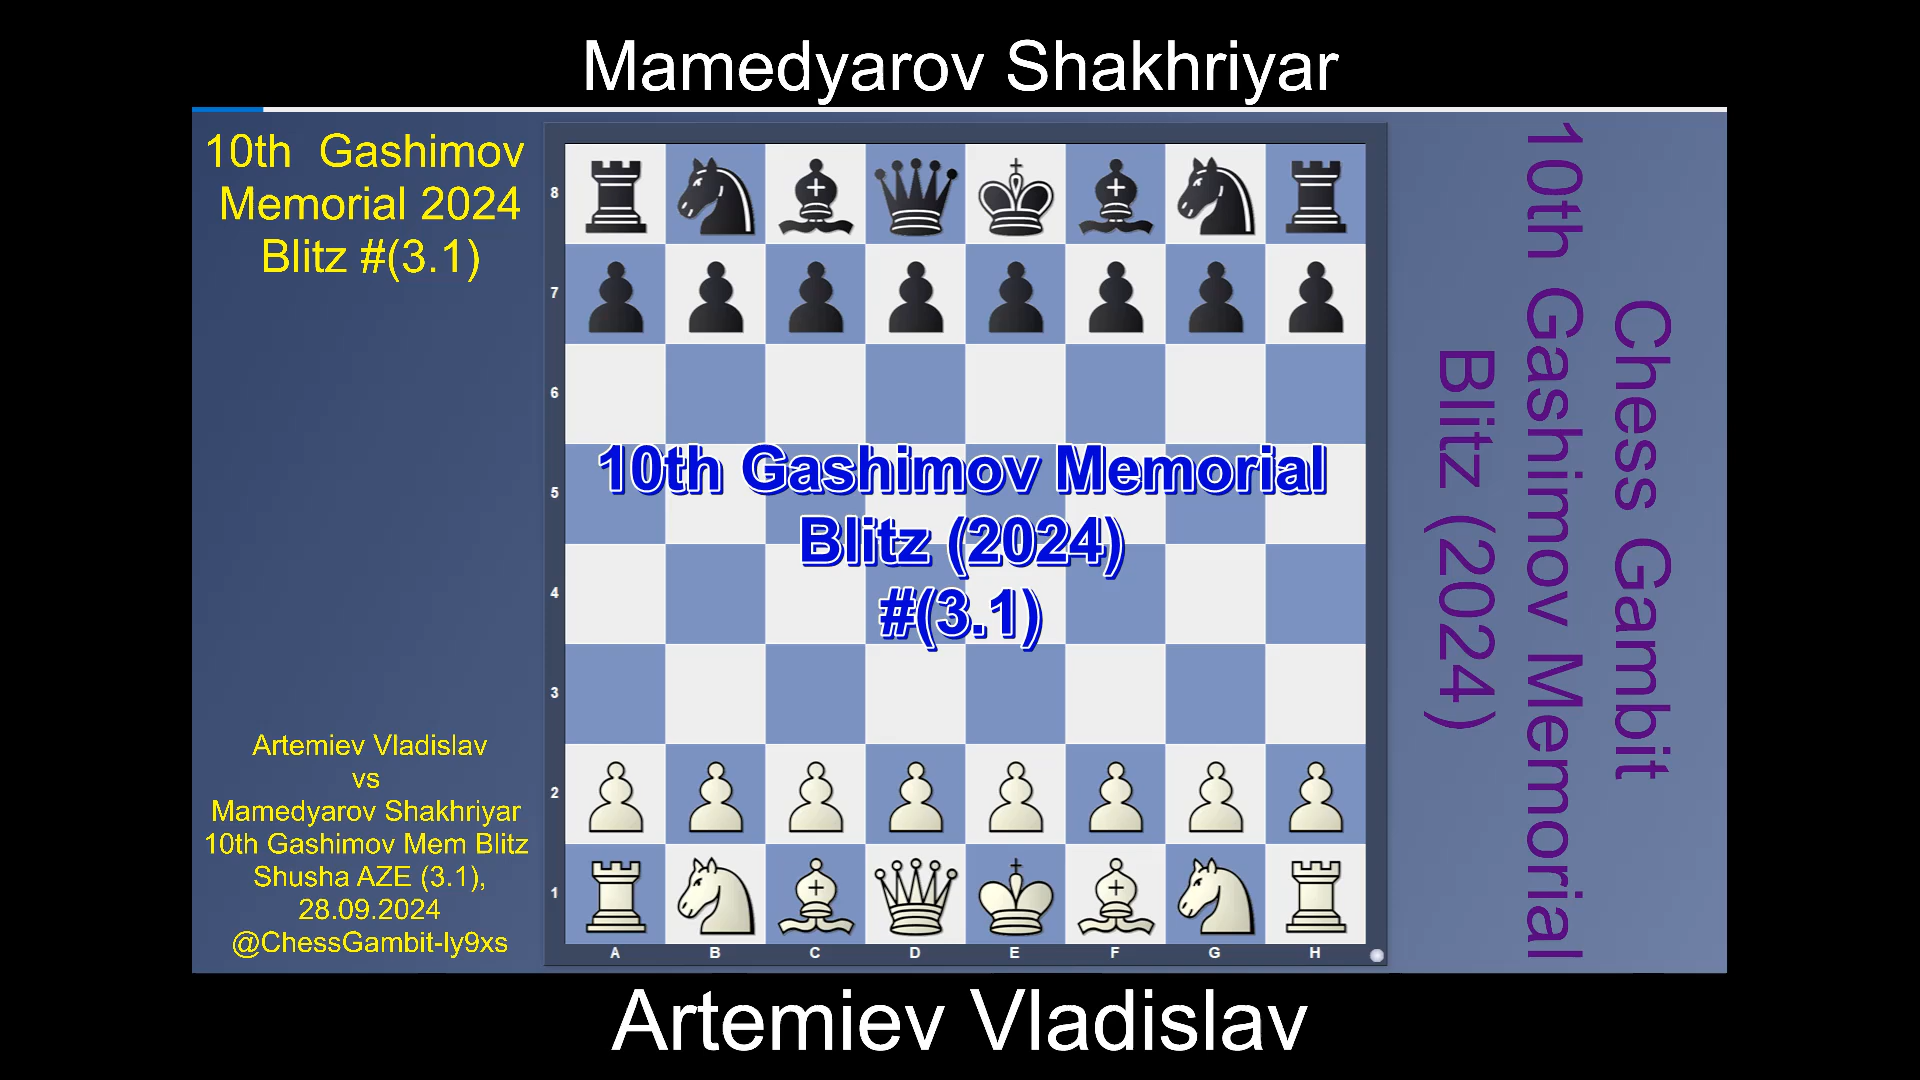 Mamedyarov Shakhriyar
10th Gashimov
Memorial 2024
Blitz #(3.1)
Artemiev Vladislav
vs
Mamedyarov Shakhriyar
10th Gashimov Mem Blitz
Shusha AZE (3.1),
28.09.2024
@ChessGambit-ly9xs
8
7
6
5
4
3
2
1
A B C D E F G H
10th Gashimov Memorial
Blitz (2024)
#(3.1)
Chess Gambit
10th Gashimov Memorial
Blitz (2024)
Artemiev Vladislav